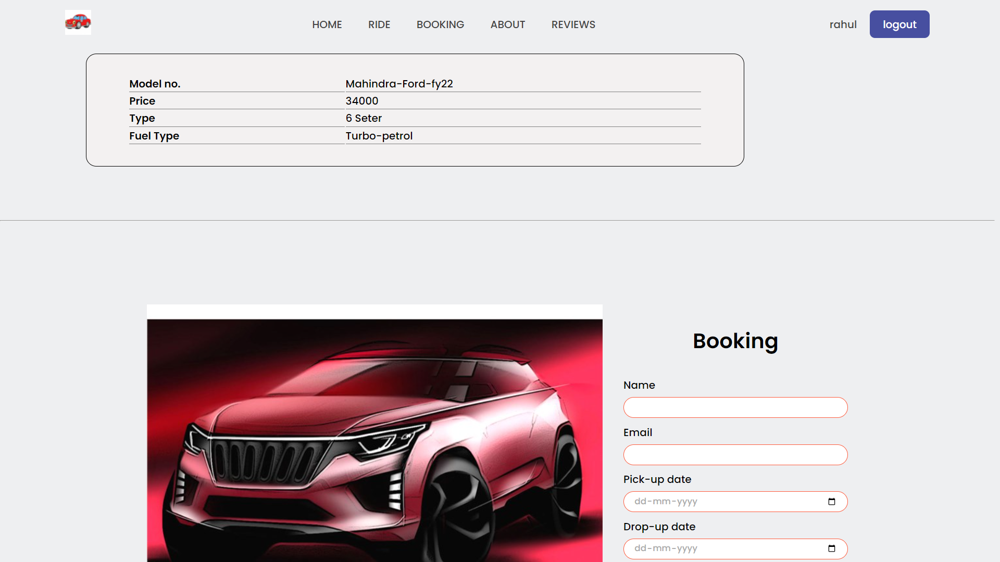 HOME RIDE BOOKING ABOUT REVIEWS rahul logout
Model no. Mahindra-Ford-fy22
Price 34000
Type 6 Seter
Fuel Type Turbo-petrol
Booking
Name
Email
Pick-up date
dd-mm-yyyy
Drop-up date
dd-mm-yyyy